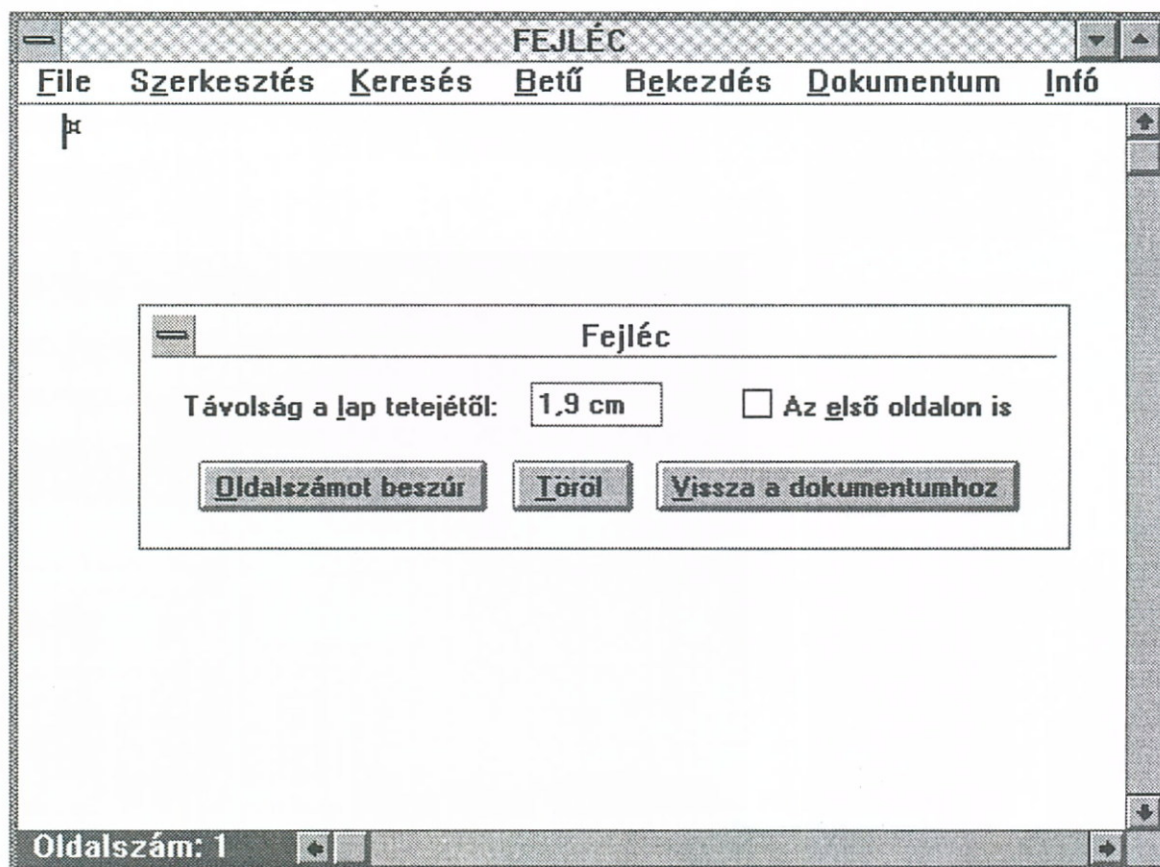 FEJLÉC
File Szerkesztés Keresés Betű Bekezdés Dokumentum Infó
¤
Fejléc
Távolság a lap tetejétől: 1,9 cm Az első oldalon is
Oldalszámot beszúr Töröl Vissza a dokumentumhoz
Oldalszám: 1